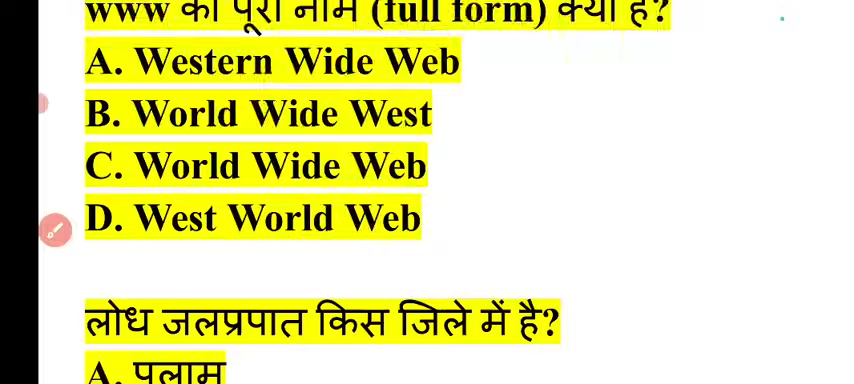 www का पूरा नाम (full form) क्या है?
A. Western Wide Web
B. World Wide West
C. World Wide Web
D. West World Web
लोध जलप्रपात किस जिले में है?
A. पलामू